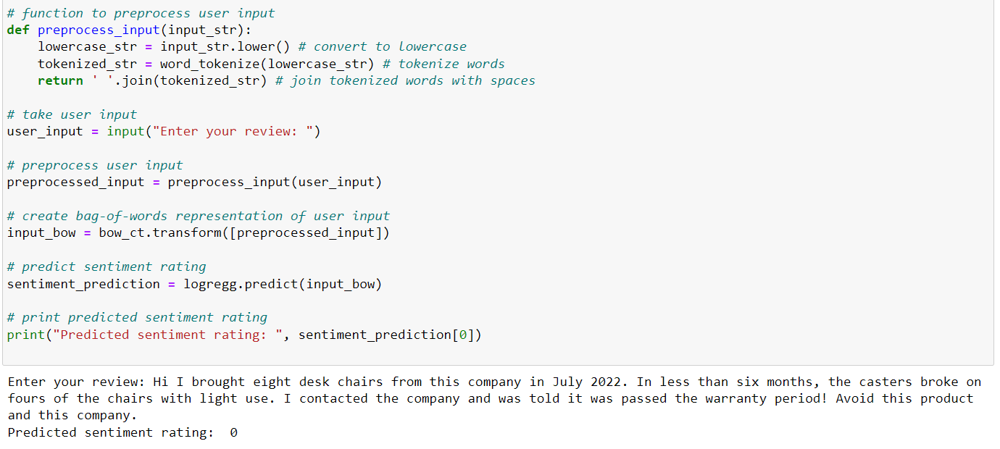 # function to preprocess user input
def preprocess_input(input_str):
    lowercase_str = input_str.lower() # convert to lowercase
    tokenized_str = word_tokenize(lowercase_str) # tokenize words
    return ' '.join(tokenized_str) # join tokenized words with spaces

# take user input
user_input = input("Enter your review: ")

# preprocess user input
preprocessed_input = preprocess_input(user_input)

# create bag-of-words representation of user input
input_bow = bow_ct.transform([preprocessed_input])

# predict sentiment rating
sentiment_prediction = logregg.predict(input_bow)

# print predicted sentiment rating
print("Predicted sentiment rating: ", sentiment_prediction[0])

Enter your review: Hi I brought eight desk chairs from this company in July 2022. In less than six months, the casters broke on
fours of the chairs with light use. I contacted the company and was told it was passed the warranty period! Avoid this product
and this company.
Predicted sentiment rating:  0